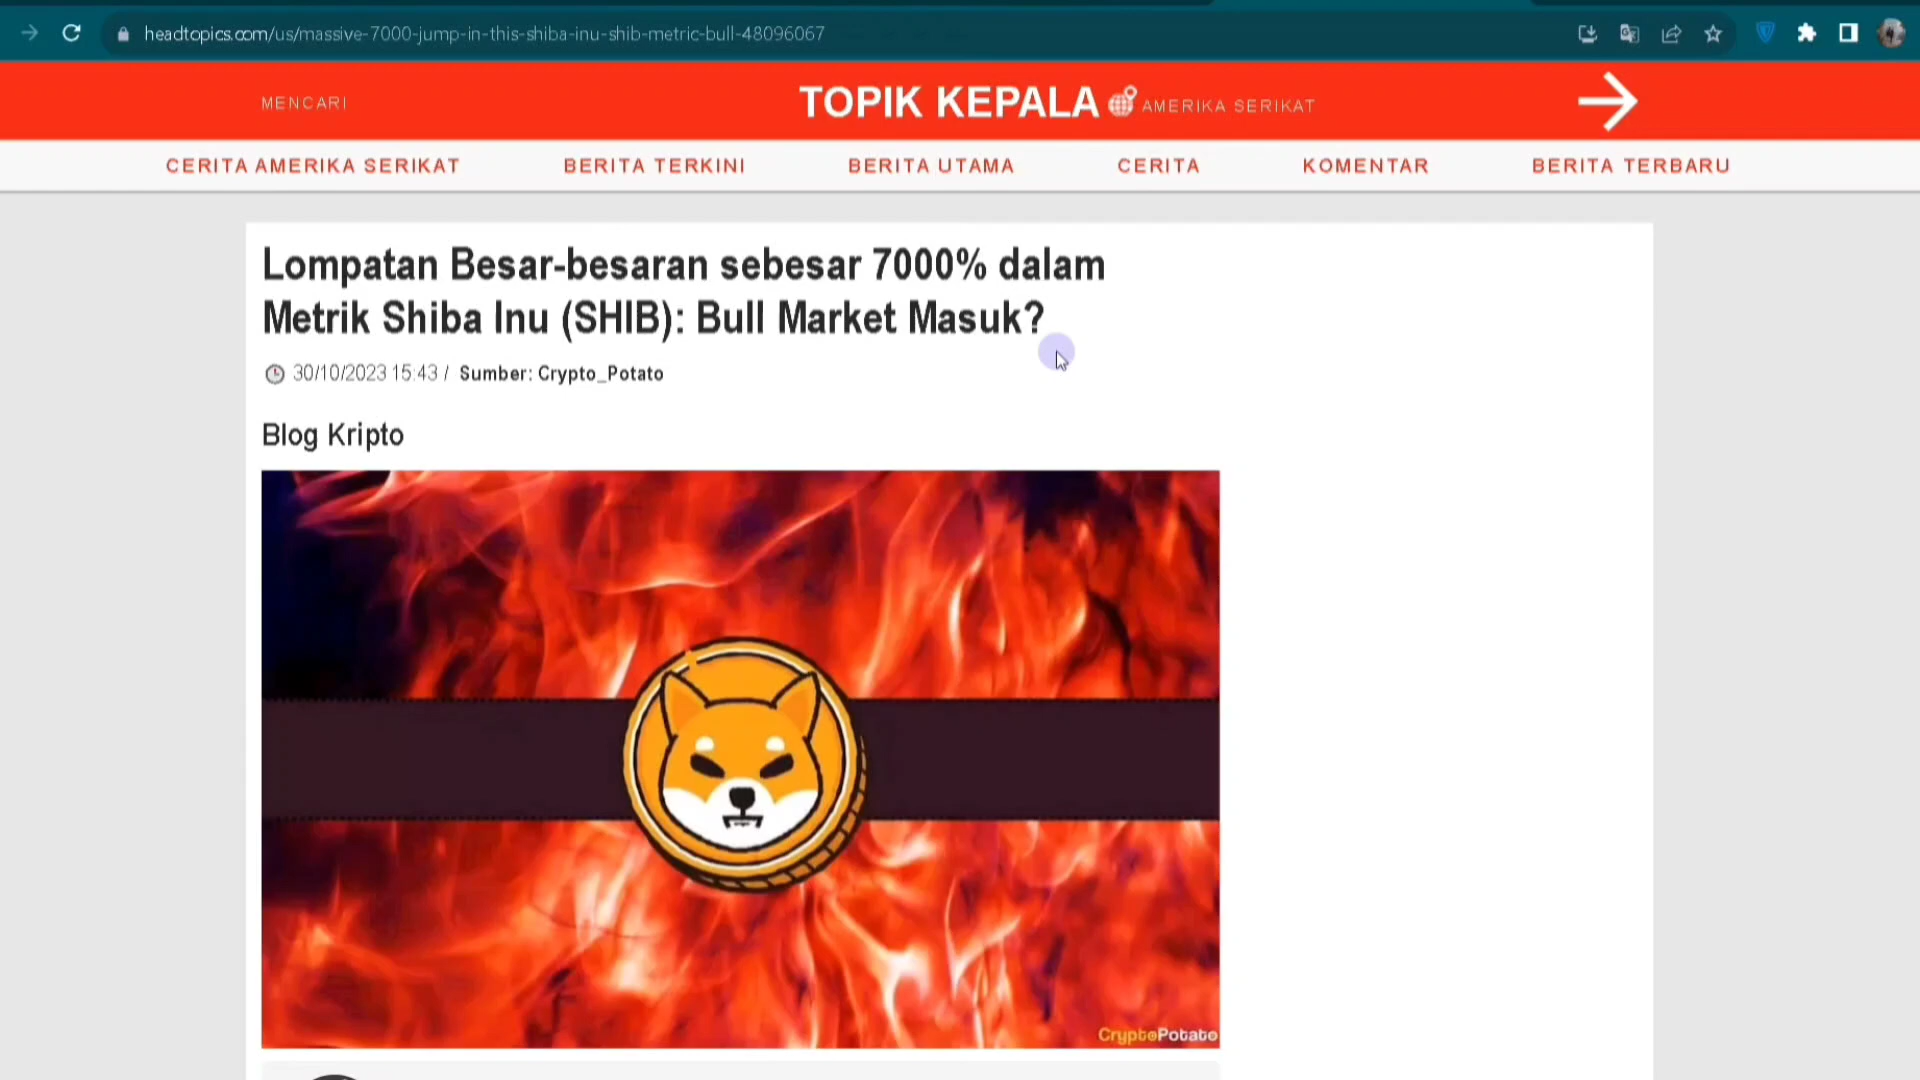 headtopics.com/us/massive-7000-jump-in-this-shiba-inu-shib-metric-bull-48096067
MENCARI
TOPIK KEPALA AMERIKA SERIKAT
CERITA AMERIKA SERIKAT BERITA TERKINI BERITA UTAMA CERITA KOMENTAR BERITA TERBARU
Lompatan Besar-besaran sebesar 7000% dalam
Metrik Shiba Inu (SHIB): Bull Market Masuk?
30/10/2023 15:43 / Sumber: Crypto_Potato
Blog Kripto
CryptoPotato